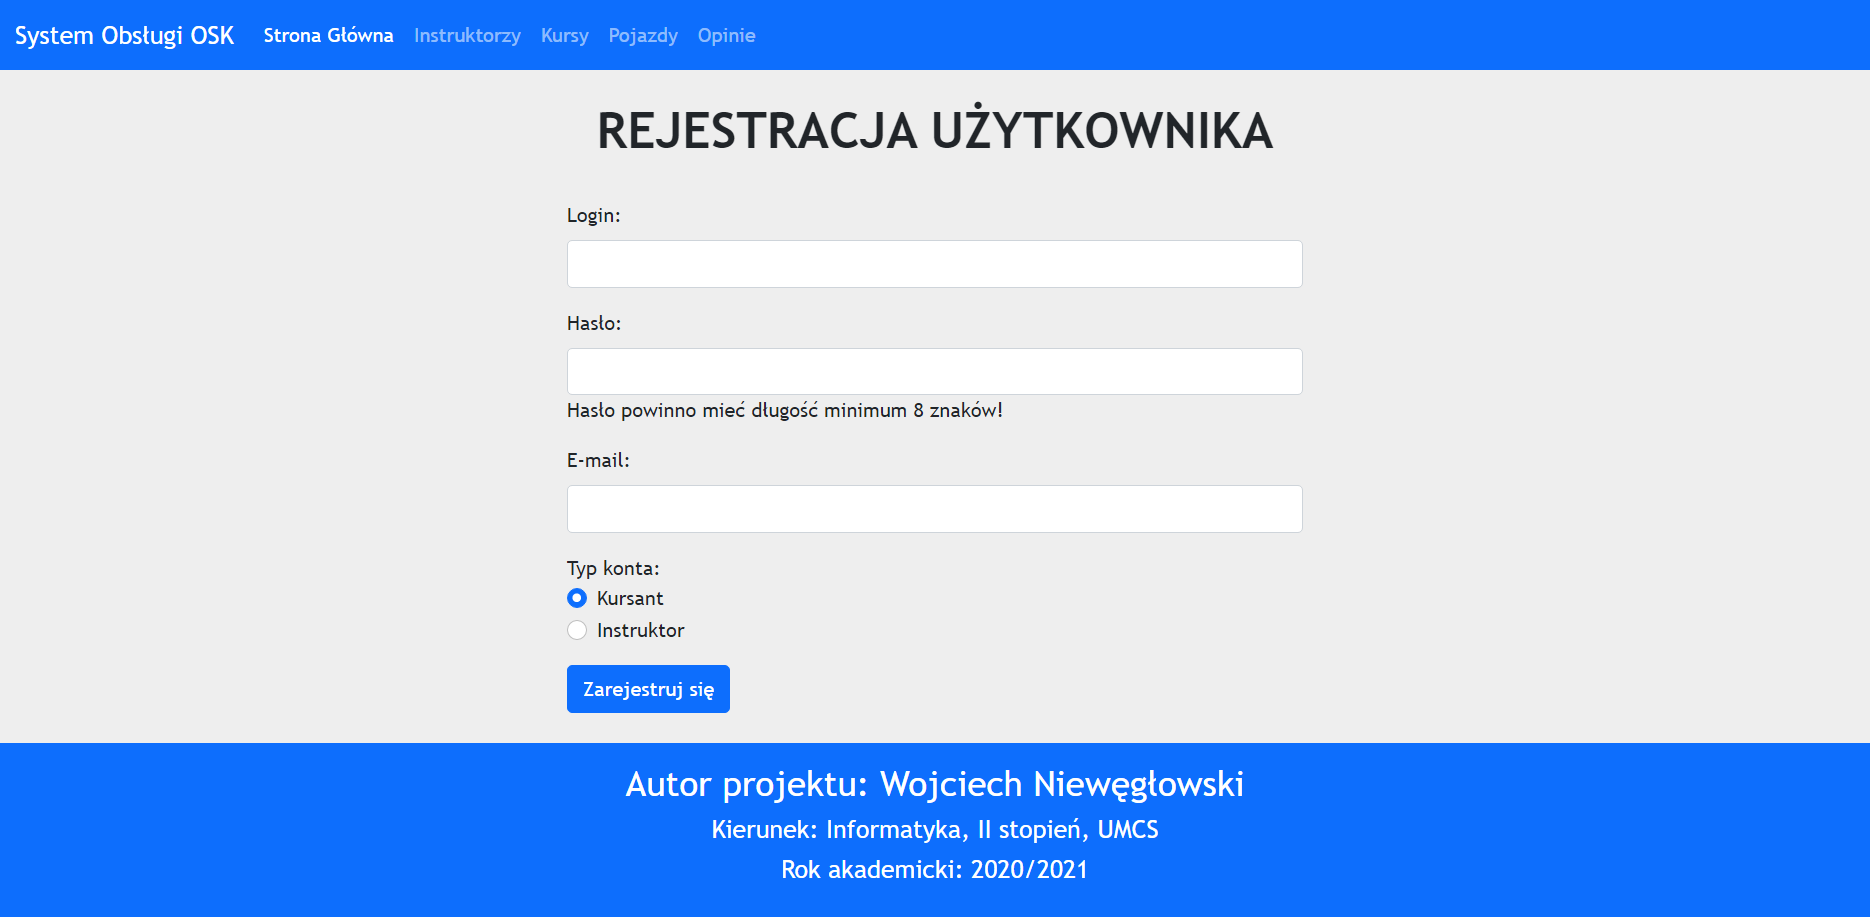 System Obsługi OSK Strona Główna Instruktorzy Kursy Pojazdy Opinie
REJESTRACJA UŻYTKOWNIKA
Login:
Hasło:
Hasło powinno mieć długość minimum 8 znaków!
E-mail:
Typ konta:
Kursant
Instruktor
Zarejestruj się
Autor projektu: Wojciech Niewęgłowski
Kierunek: Informatyka, II stopień, UMCS
Rok akademicki: 2020/2021